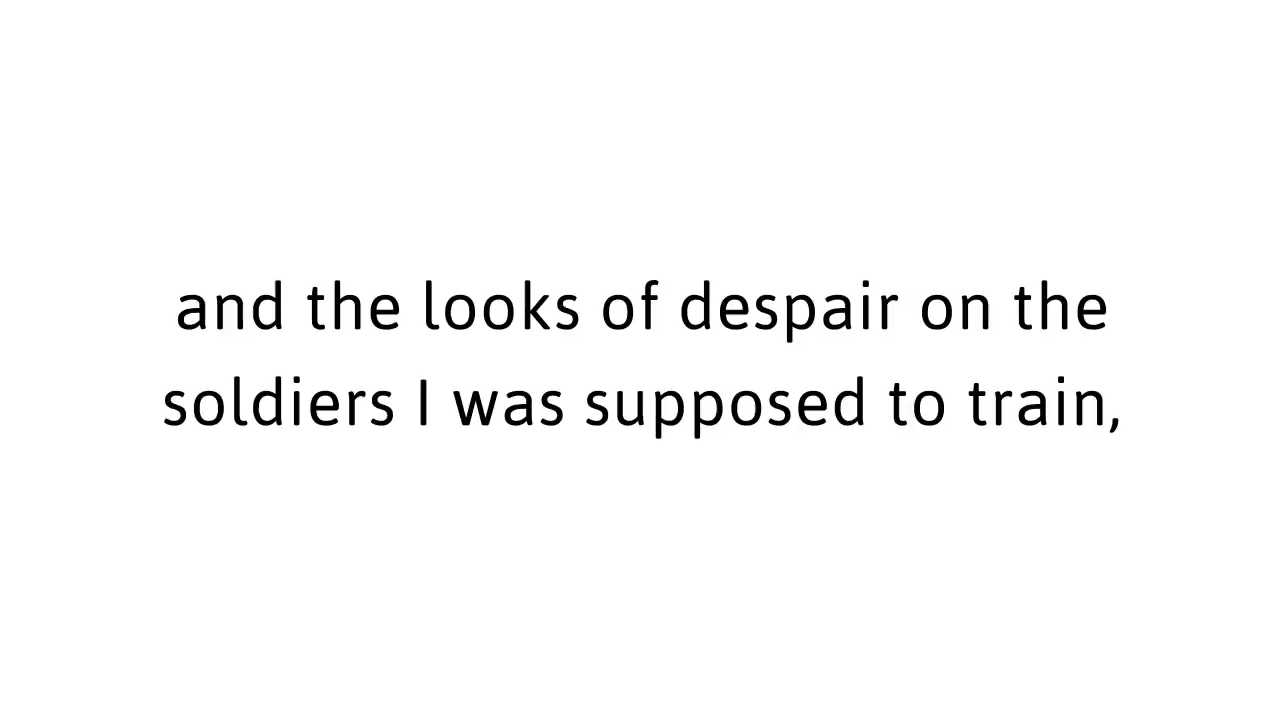 and the looks of despair on the
soldiers I was supposed to train,